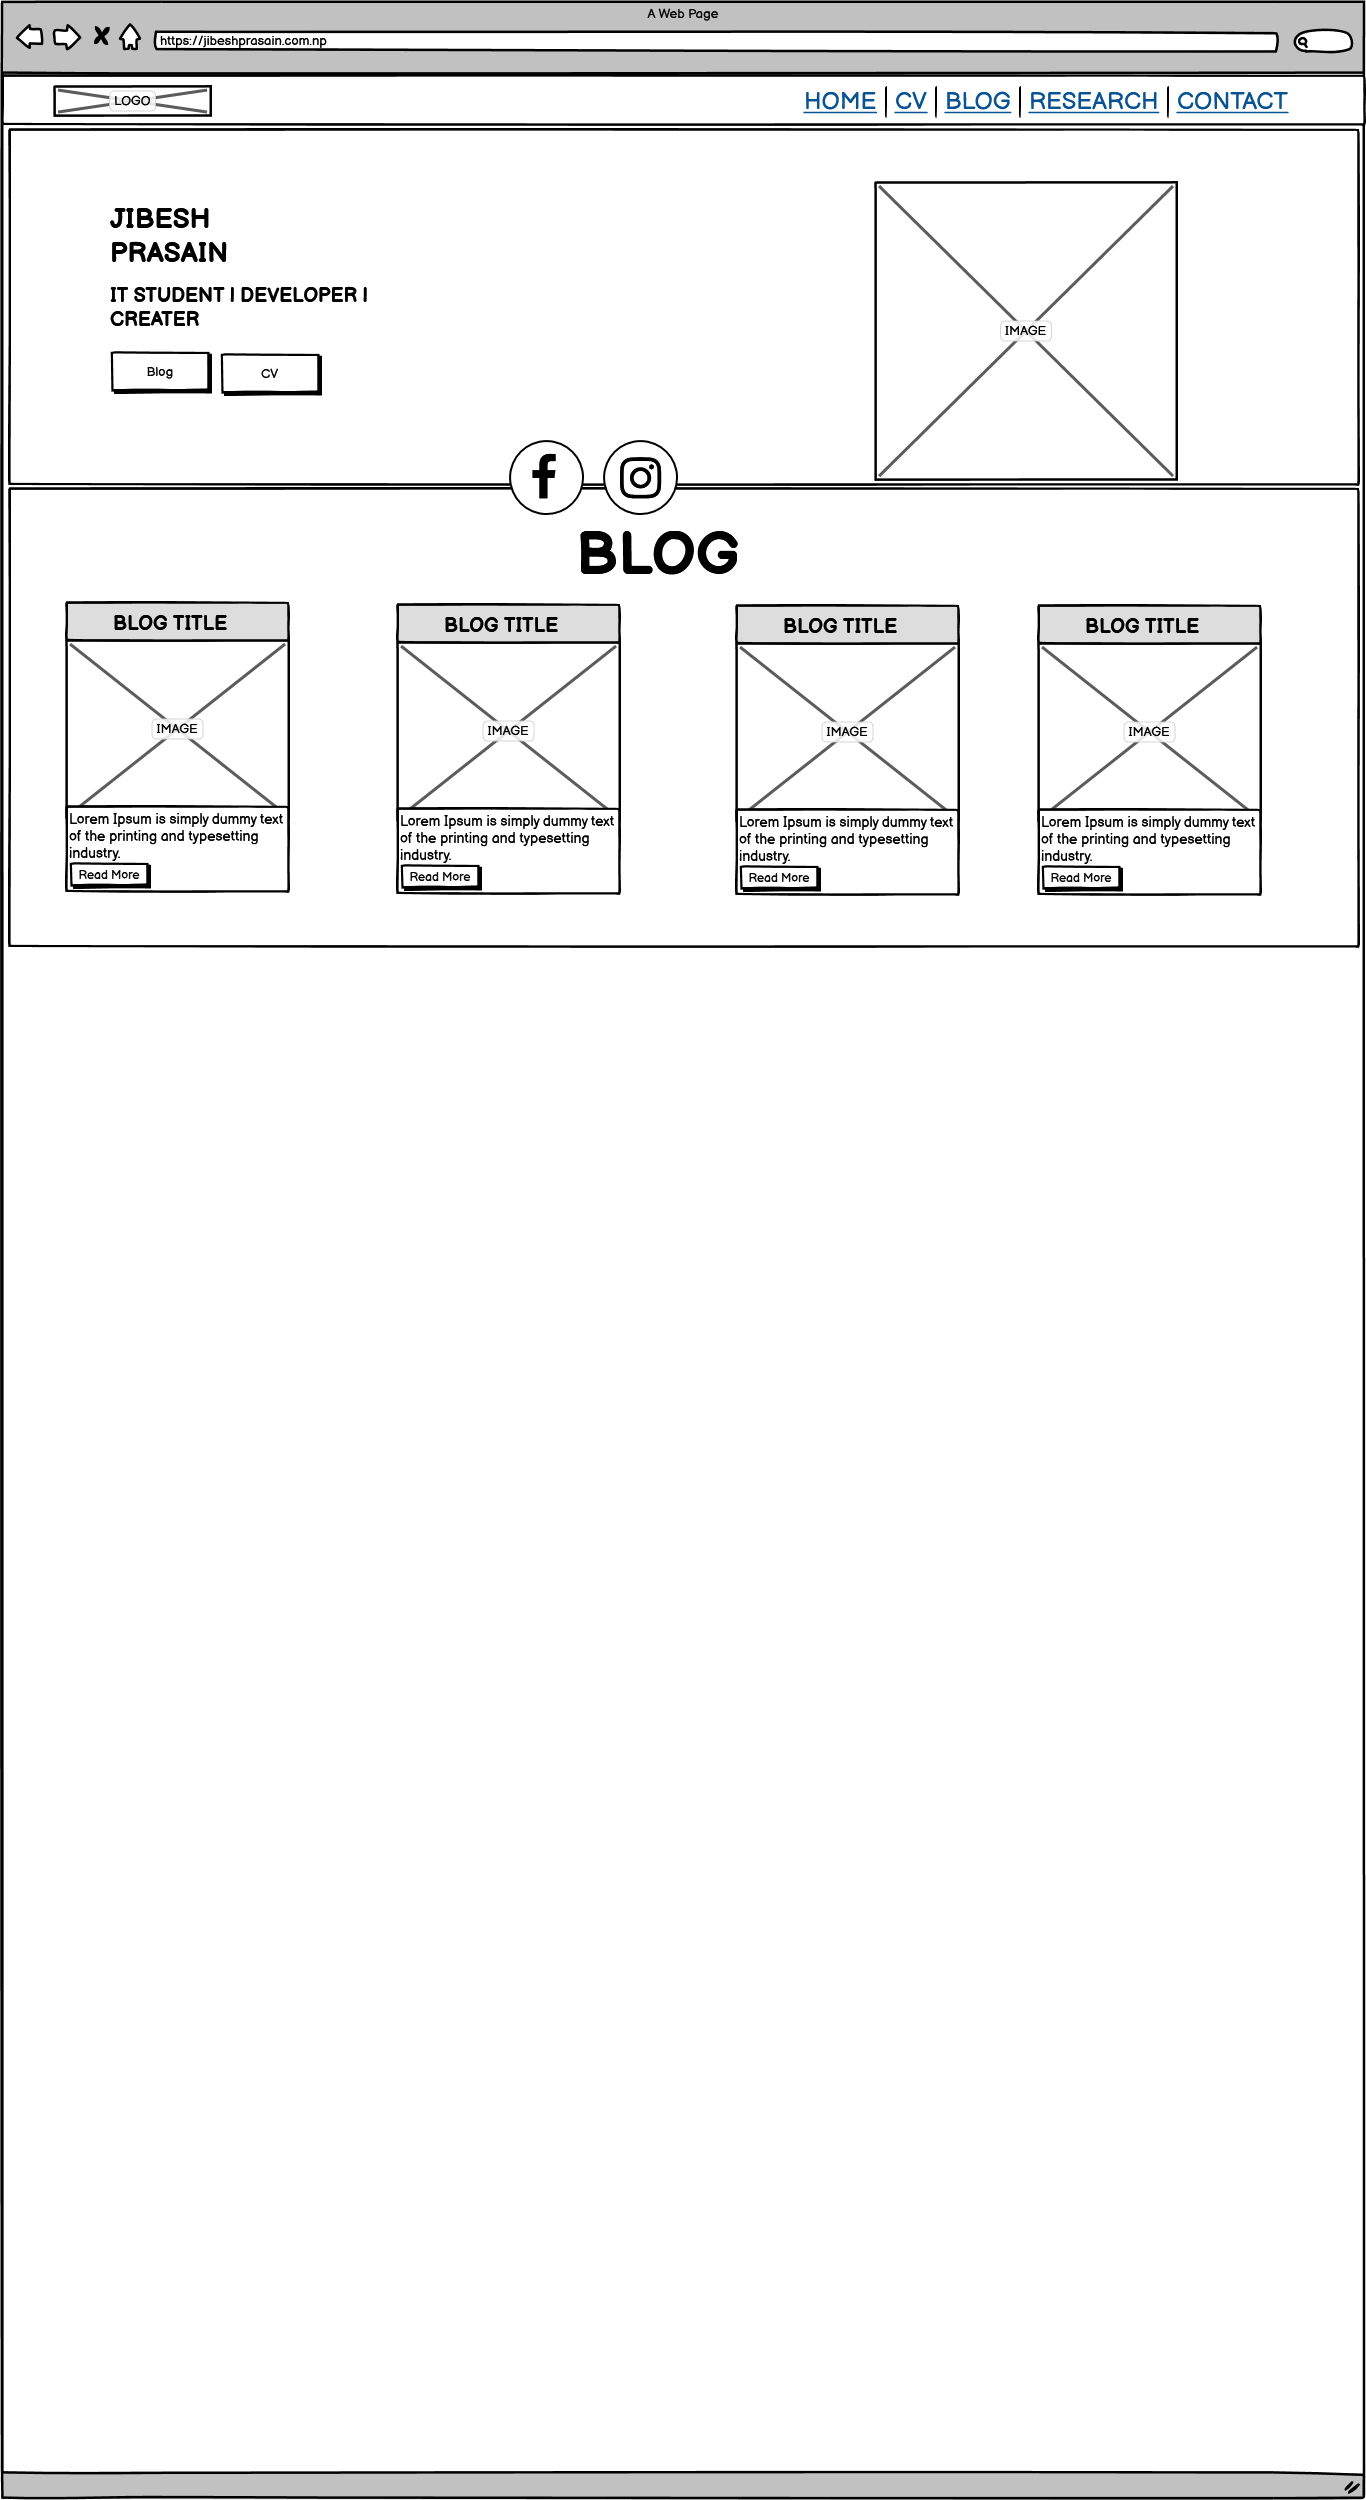 A Web Page
https://jibeshprasain.com.np
LOGO
HOME | CV | BLOG | RESEARCH | CONTACT
JIBESH
PRASAIN
IT STUDENT | DEVELOPER |
CREATER
Blog
CV
IMAGE
BLOG
BLOG TITLE
IMAGE
Lorem Ipsum is simply dummy text
of the printing and typesetting
industry.
Read More
BLOG TITLE
IMAGE
Lorem Ipsum is simply dummy text
of the printing and typesetting
industry.
Read More
BLOG TITLE
IMAGE
Lorem Ipsum is simply dummy text
of the printing and typesetting
industry.
Read More
BLOG TITLE
IMAGE
Lorem Ipsum is simply dummy text
of the printing and typesetting
industry.
Read More